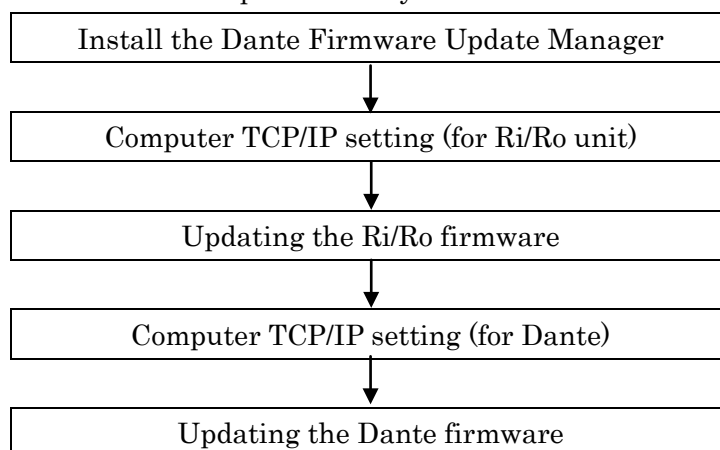 Install the Dante Firmware Update Manager
Computer TCP/IP setting (for Ri/Ro unit)
Updating the Ri/Ro firmware
Computer TCP/IP setting (for Dante)
Updating the Dante firmware